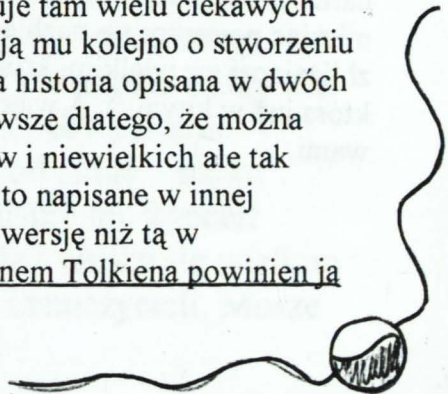 uje tam wielu ciekawych
ją mu kolejno o stworzeniu
a historia opisana w dwóch
wsze dlatego, że można
w i niewielkich ale tak
to napisane w innej
wersję niż tą w
nem Tolkiena powinien ją